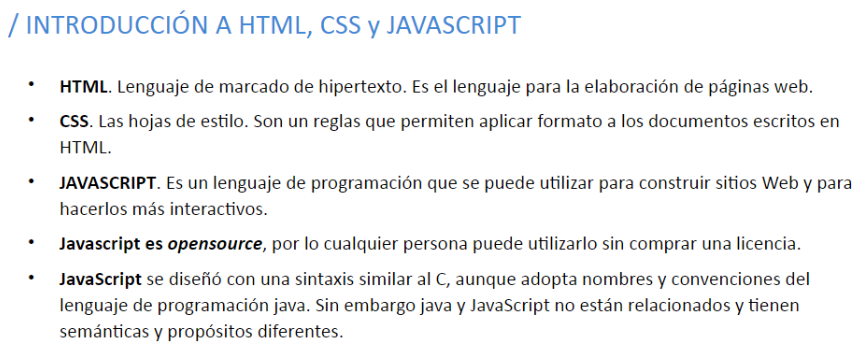 / INTRODUCCIÓN A HTML, CSS y JAVASCRIPT
• HTML. Lenguaje de marcado de hipertexto. Es el lenguaje para la elaboración de páginas web.
• CSS. Las hojas de estilo. Son un reglas que permiten aplicar formato a los documentos escritos en
HTML.
• JAVASCRIPT. Es un lenguaje de programación que se puede utilizar para construir sitios Web y para
hacerlos más interactivos.
• Javascript es opensource, por lo cualquier persona puede utilizarlo sin comprar una licencia.
• JavaScript se diseñó con una sintaxis similar al C, aunque adopta nombres y convenciones del
lenguaje de programación java. Sin embargo java y JavaScript no están relacionados y tienen
semánticas y propósitos diferentes.